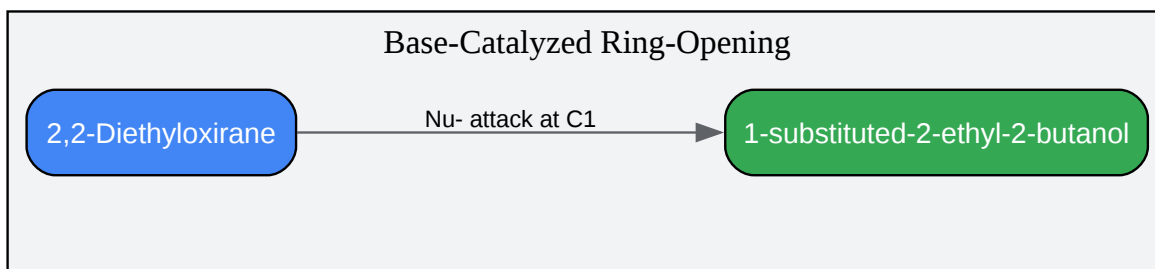 Base-Catalyzed Ring-Opening
2,2-Diethyloxirane
Nu- attack at C1
1-substituted-2-ethyl-2-butanol